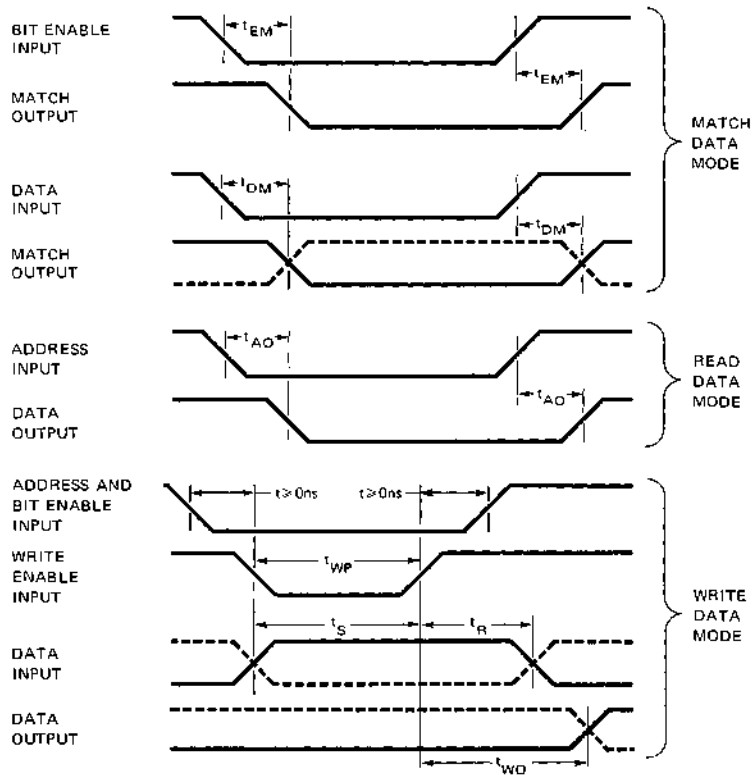 BIT ENABLE
INPUT
tEM
tEM
MATCH
OUTPUT
MATCH
DATA
MODE
DATA
INPUT
tDM
tDM
MATCH
OUTPUT
ADDRESS
INPUT
tAO
tAO
READ
DATA
MODE
DATA
OUTPUT
ADDRESS AND
BIT ENABLE
INPUT
t≥0ns
t≥0ns
WRITE
ENABLE
INPUT
tWP
WRITE
DATA
MODE
tS
tR
DATA
INPUT
DATA
OUTPUT
tWO